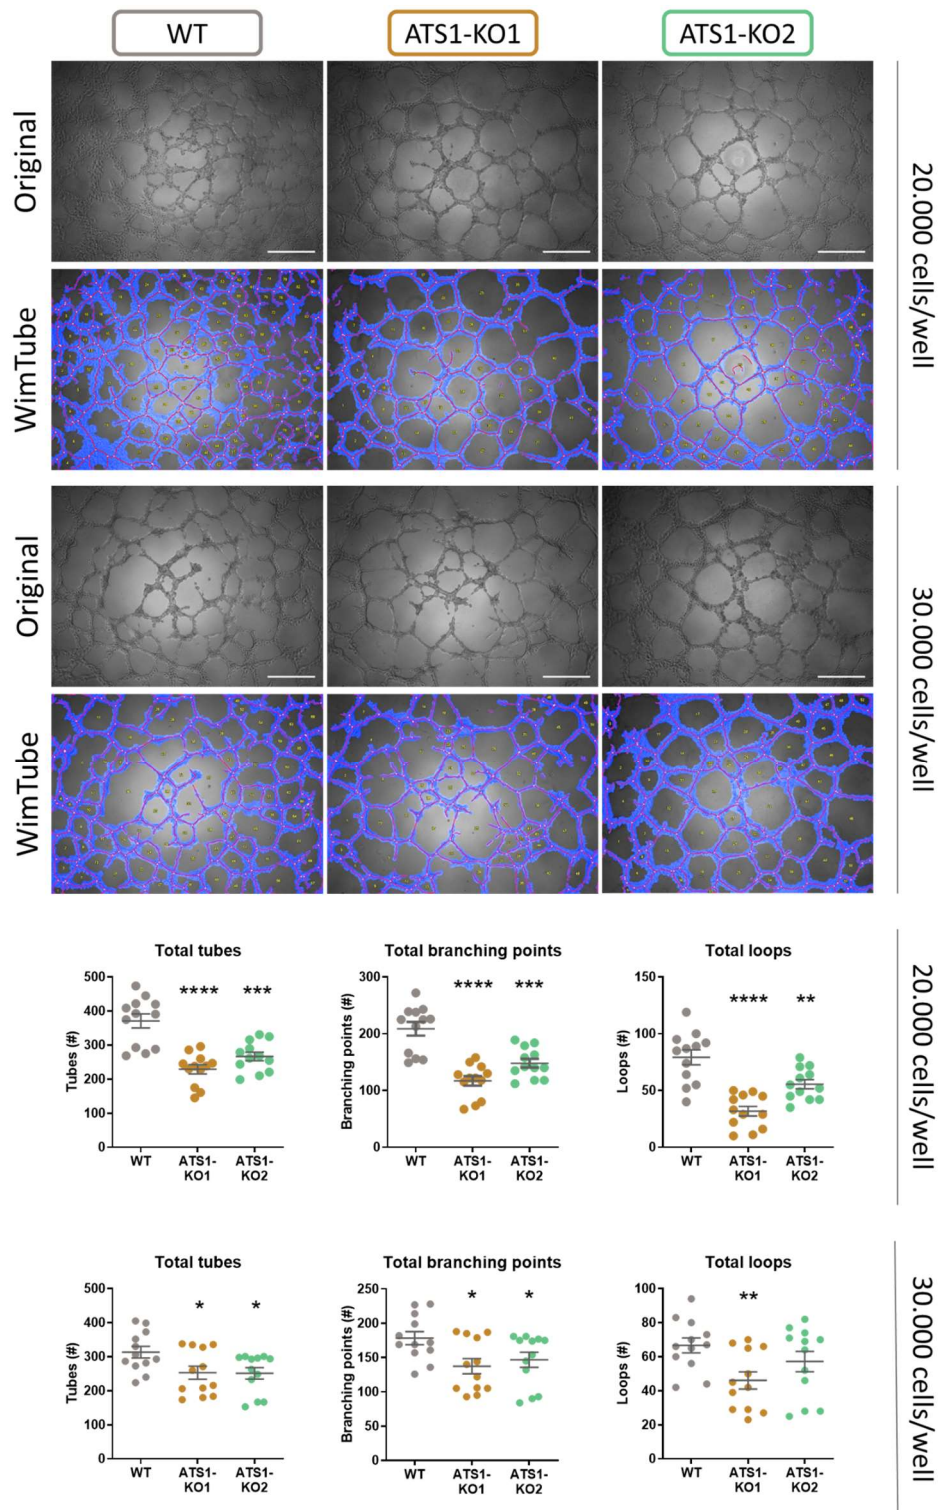 WT
ATS1-KO1
ATS1-KO2
Original
WimTube
20.000 cells/well
Original
WimTube
30.000 cells/well
Total tubes
Tubes (#)
500
400
300
200
100
0
****
***
WT
ATS1-
KO1
ATS1-
KO2
Total branching points
Branching points (#)
300
200
100
0
****
***
WT
ATS1-
KO1
ATS1-
KO2
Total loops
Loops (#)
150
100
50
0
****
**
WT
ATS1-
KO1
ATS1-
KO2
20.000 cells/well
Total tubes
Tubes (#)
500
400
300
200
100
0
*
*
WT
ATS1-
KO1
ATS1-
KO2
Total branching points
Branching points (#)
250
200
150
100
50
0
*
*
WT
ATS1-
KO1
ATS1-
KO2
Total loops
Loops (#)
100
80
60
40
20
0
**
WT
ATS1-
KO1
ATS1-
KO2
30.000 cells/well